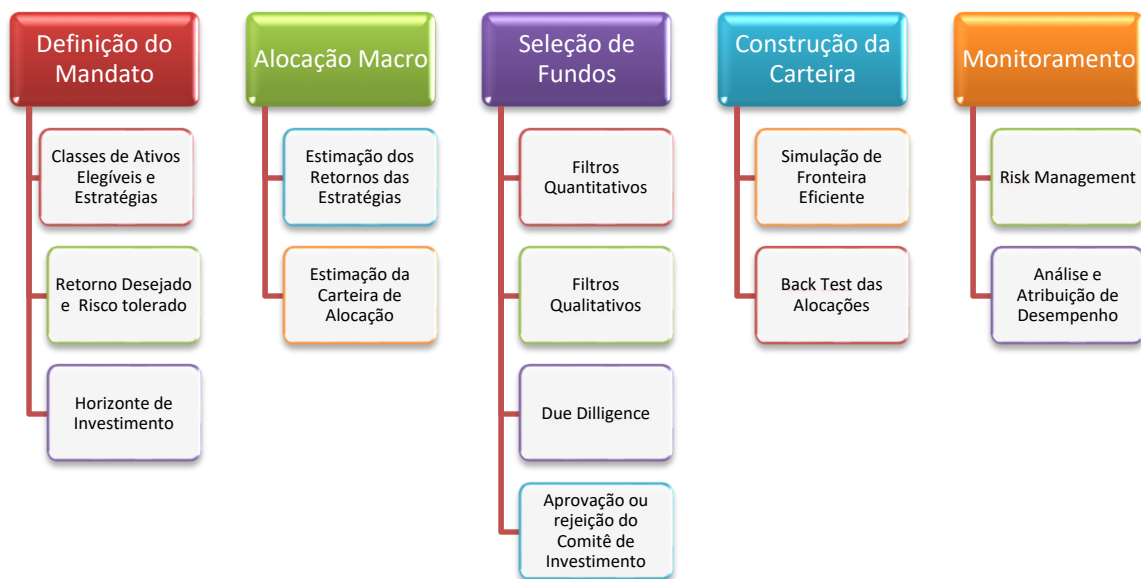 Definição do
Mandato
Classes de Ativos
Elegíveis e
Estratégias
Retorno Desejado
e Risco tolerado
Horizonte de
Investimento
Alocação Macro
Estimação dos
Retornos das
Estratégias
Estimação da
Carteira de
Alocação
Seleção de
Fundos
Filtros
Quantitativos
Filtros
Qualitativos
Due Dilligence
Aprovação ou
rejeição do
Comitê de
Investimento
Construção da
Carteira
Simulação de
Fronteira
Eficiente
Back Test das
Alocações
Monitoramento
Risk Management
Análise e
Atribuição de
Desempenho